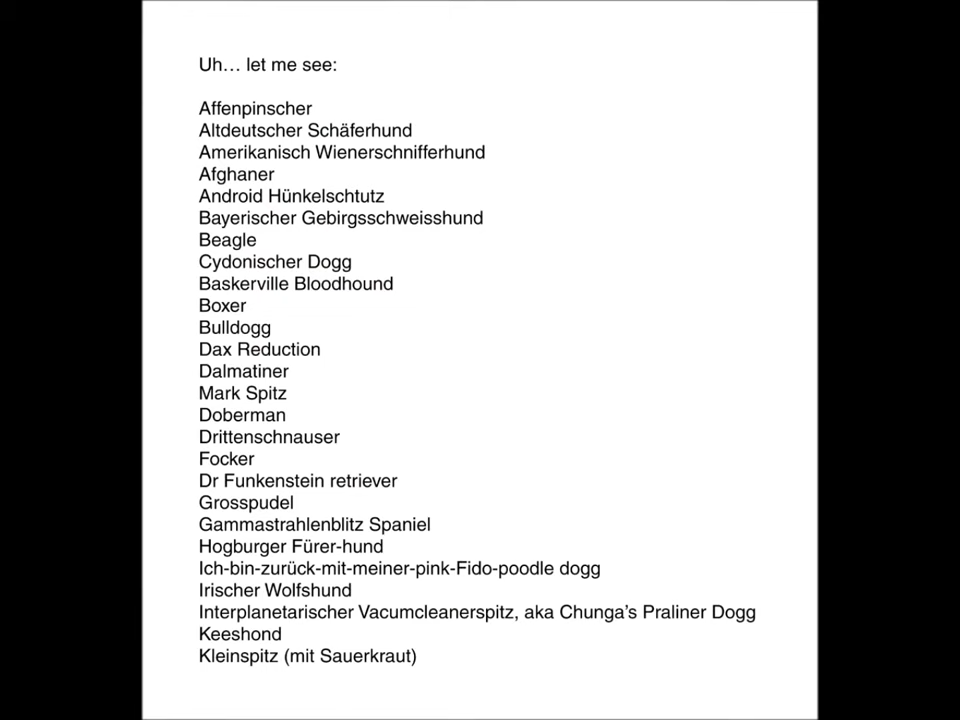 Uh… let me see:
Affenpinscher
Altdeutscher Schäferhund
Amerikanisch Wienerschnifferhund
Afghaner
Android Hünkelschtutz
Bayerischer Gebirgsschweisshund
Beagle
Cydonischer Dogg
Baskerville Bloodhound
Boxer
Bulldogg
Dax Reduction
Dalmatiner
Mark Spitz
Doberman
Drittenschnauser
Focker
Dr Funkenstein retriever
Grosspudel
Gammastrahlenblitz Spaniel
Hogburger Fürer-hund
Ich-bin-zurück-mit-meiner-pink-Fido-poodle dogg
Irischer Wolfshund
Interplanetarischer Vacumcleanerspitz, aka Chunga’s Praliner Dogg
Keeshond
Kleinspitz (mit Sauerkraut)